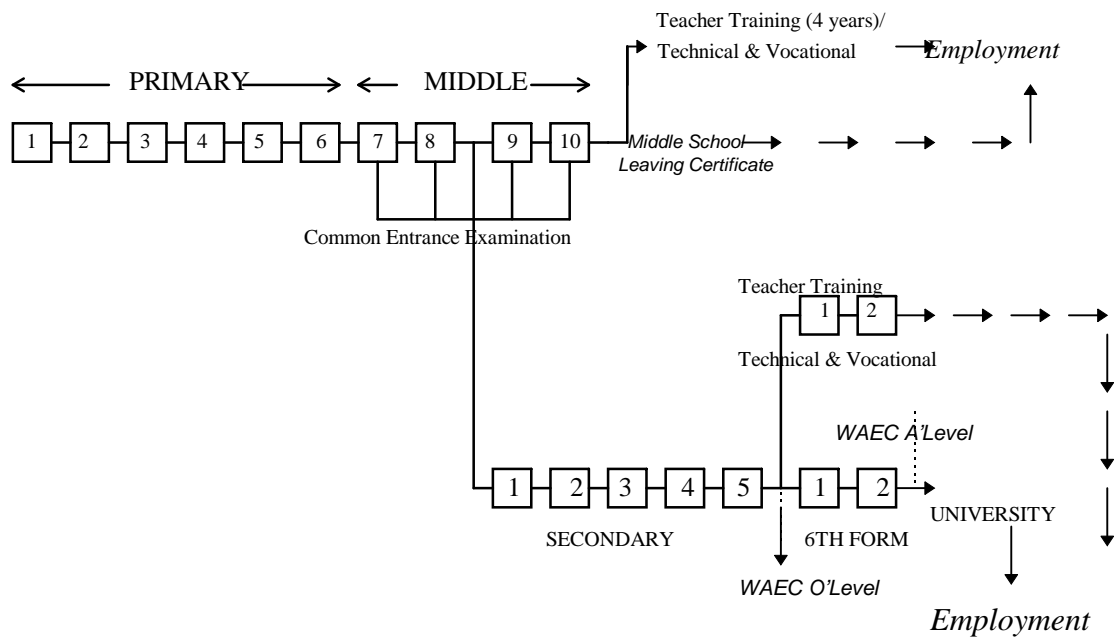 Teacher Training (4 years)/
Technical & Vocational
Employment
PRIMARY
MIDDLE
1 2 3 4 5 6 7 8 9 10
Middle School
Leaving Certificate
Common Entrance Examination
Teacher Training
1 2
Technical & Vocational
WAEC A'Level
1 2 3 4 5 1 2
UNIVERSITY
SECONDARY
6TH FORM
WAEC O'Level
Employment